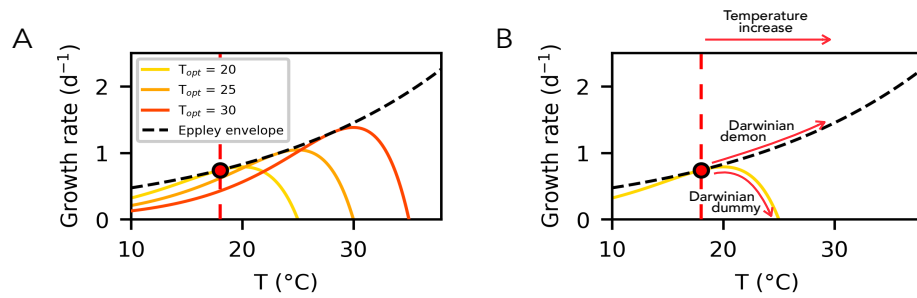 A
Growth rate (d⁻¹)
2
1
0
T_opt = 20
T_opt = 25
T_opt = 30
Eppley envelope
10
20
30
T (°C)
B
Temperature
increase
Growth rate (d⁻¹)
2
1
0
Darwinian
demon
Darwinian
dummy
10
20
30
T (°C)